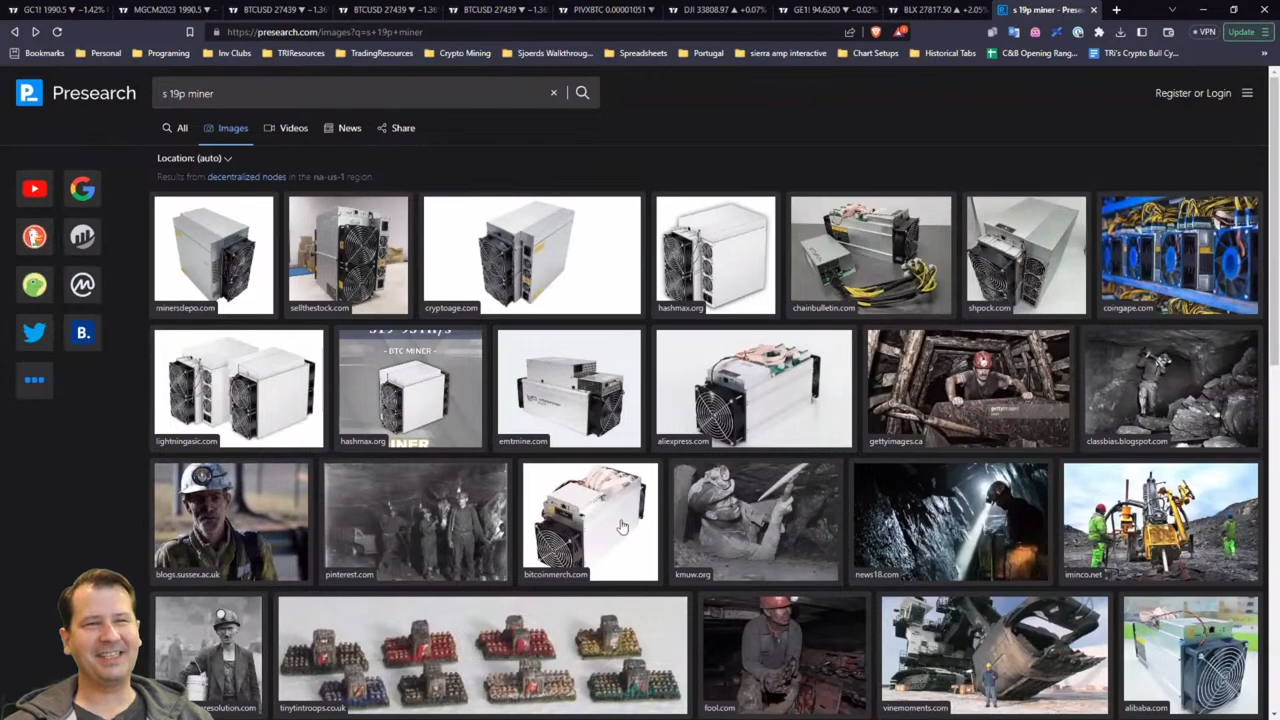 GC1! 1990.5 ▼ −1.42%
MGCM2023 1990.5 ▼
BTCUSD 27439 ▼ −1.36
BTCUSD 27439 ▼ −1.36
BTCUSD 27439 ▼ −1.36
PIVXBTC 0.00001051 ▼
DJI 33808.97 ▲ +0.07%
GE1! 94.6200 ▼ −0.02%
BLX 27817.50 ▲ +2.05%
s 19p miner - Prese
https://presearch.com/images?q=s+19p+miner
VPN
Update
Bookmarks
Personal
Programing
Inv Clubs
TRIResources
TradingResources
Crypto Mining
Sjoerds Walkstroug...
Spreadsheets
Portugal
sierra amp interactive
Chart Setups
Historical Tabs
C&B Opening Rang...
TRi's Crypto Bull Cy...
Presearch
s 19p miner
Register or Login
All
Images
Videos
News
Share
Location: (auto)
Results from decentralized nodes in the na-us-1 region.
minersdepo.com
sellthestock.com
cryptoage.com
hashmax.org
chainbulletin.com
shpock.com
coingape.com
- BTC MINER -
lightningasic.com
hashmax.org
emtmine.com
aliexpress.com
gettyimages
gettyimages.ca
classbias.blogspot.com
blogs.sussex.ac.uk
pinterest.com
bitcoinmerch.com
kmuw.org
news18.com
iminco.net
B.
resolution.com
tinytintroops.co.uk
fool.com
vinemoments.com
alibaba.com